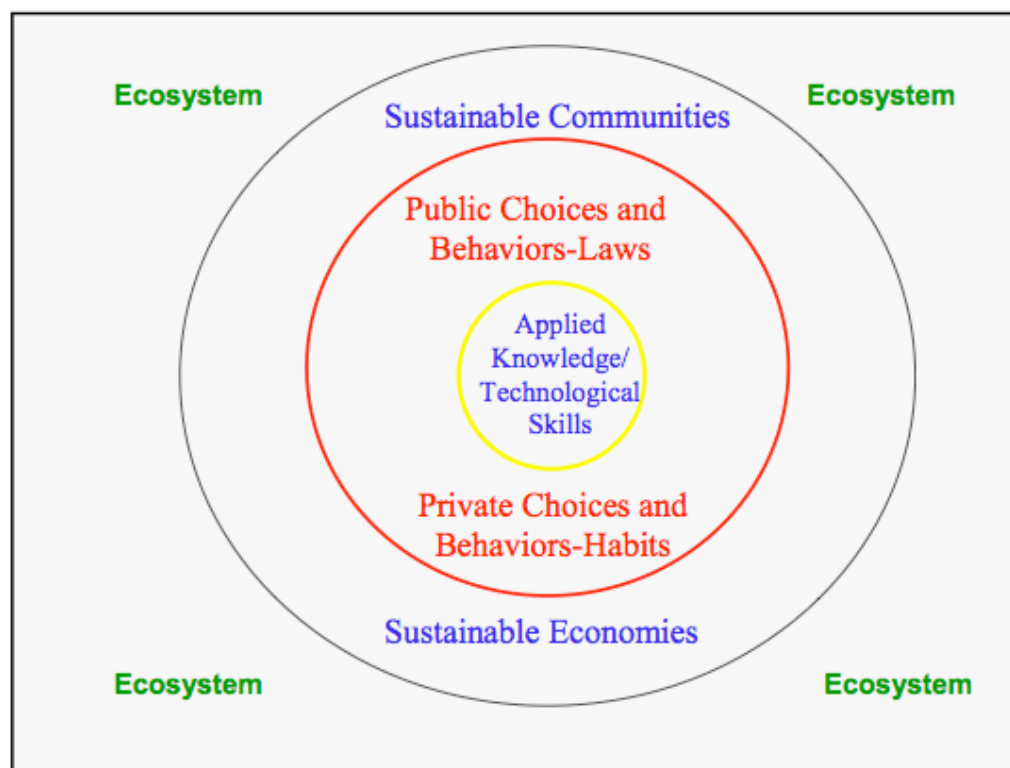 Ecosystem
Ecosystem
Sustainable Communities
Public Choices and
Behaviors-Laws
Applied
Knowledge/
Technological
Skills
Private Choices and
Behaviors-Habits
Sustainable Economies
Ecosystem
Ecosystem